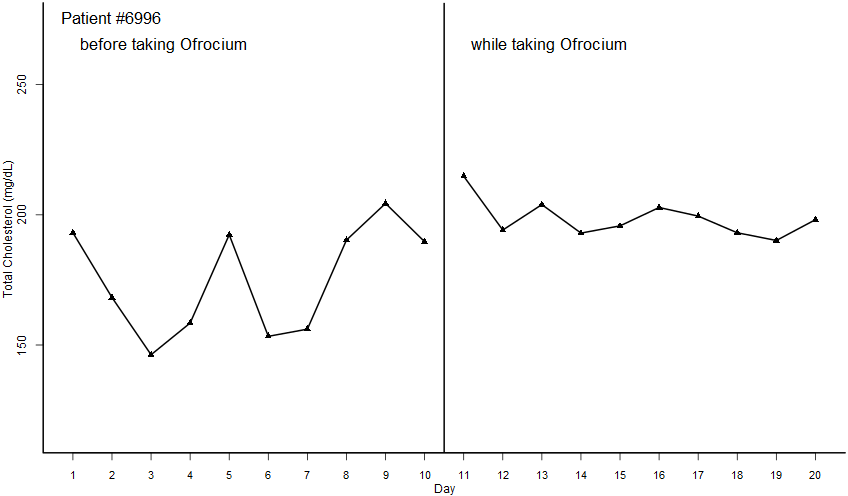 Patient #6996
before taking Ofrocium
while taking Ofrocium
Total Cholesterol (mg/dL)
250
200
150
1 2 3 4 5 6 7 8 9 10 11 12 13 14 15 16 17 18 19 20
Day